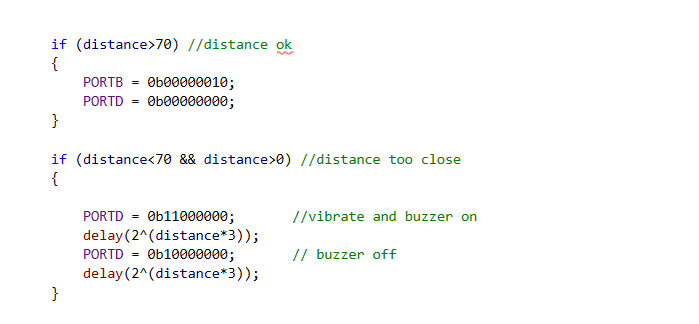 if (distance>70) //distance ok
{
    PORTB = 0b00000010;
    PORTD = 0b00000000;
}
if (distance<70 && distance>0) //distance too close
{
    PORTD = 0b11000000;       //vibrate and buzzer on
    delay(2^(distance*3));
    PORTD = 0b10000000;       // buzzer off
    delay(2^(distance*3));
}